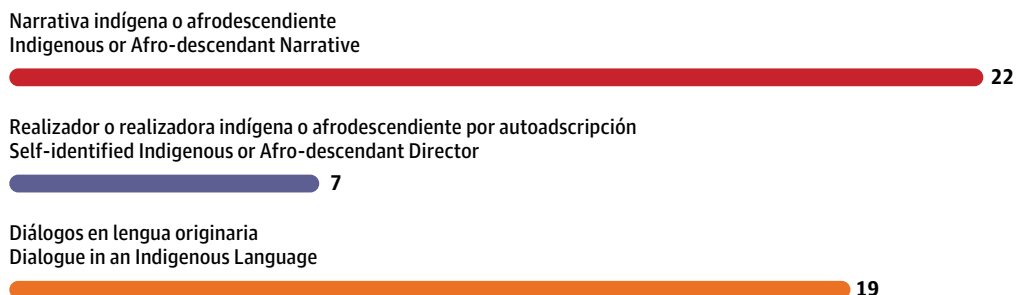 Narrativa indígena o afrodescendiente
Indigenous or Afro-descendant Narrative
22
Realizador o realizadora indígena o afrodescendiente por autoadscripción
Self-identified Indigenous or Afro-descendant Director
7
Diálogos en lengua originaria
Dialogue in an Indigenous Language
19